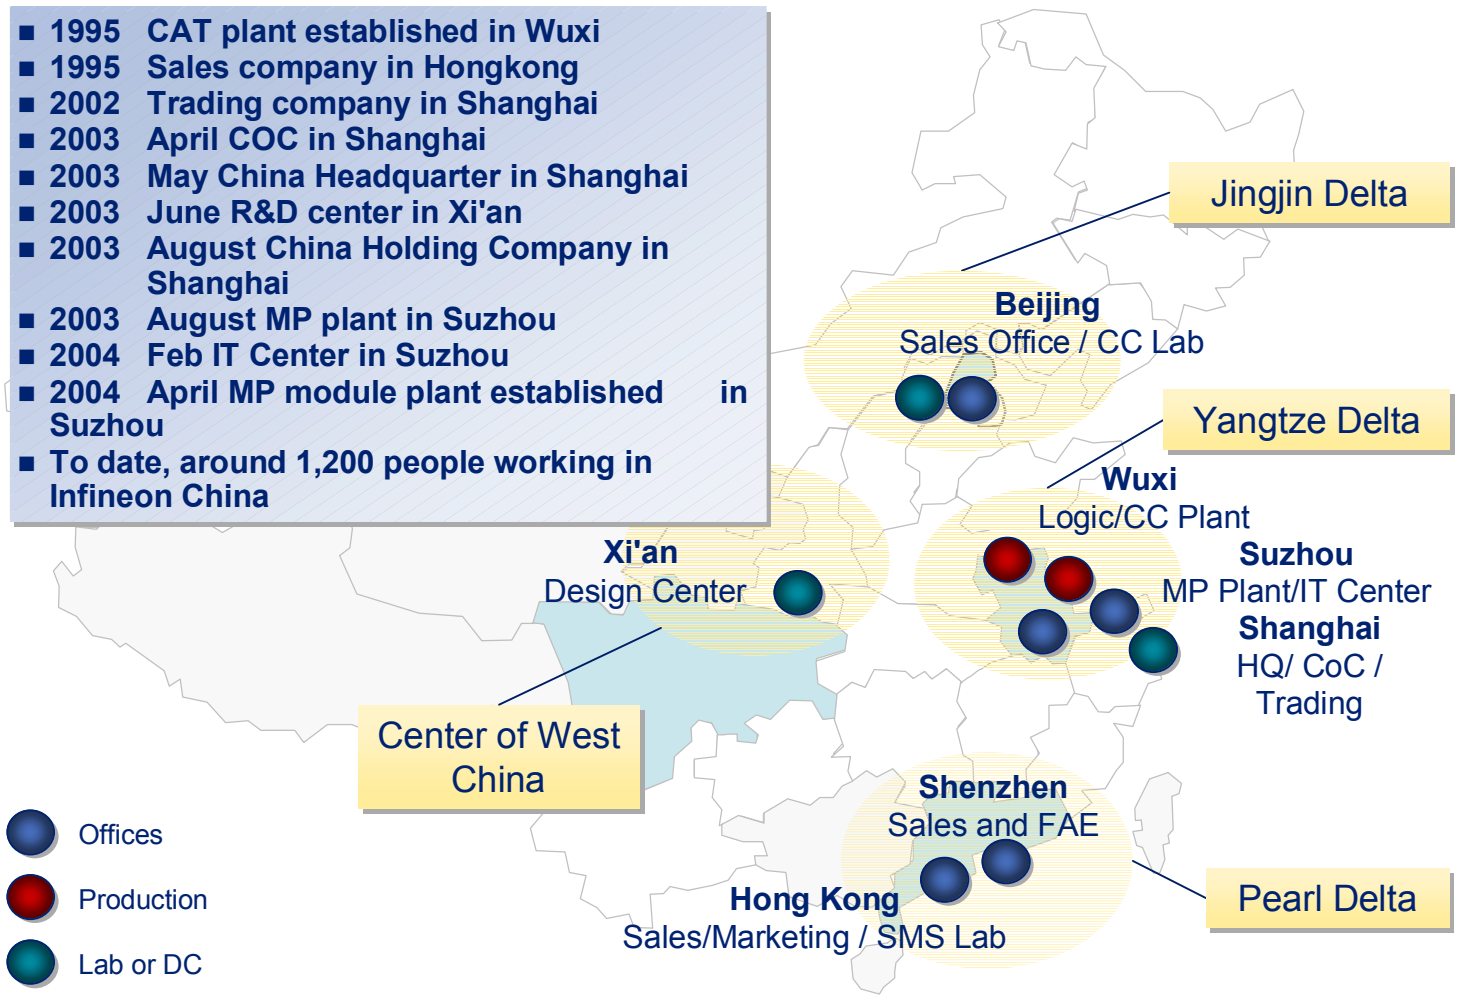 ■ 1995 CAT plant established in Wuxi
■ 1995 Sales company in Hongkong
■ 2002 Trading company in Shanghai
■ 2003 April COC in Shanghai
■ 2003 May China Headquarter in Shanghai
■ 2003 June R&D center in Xi'an
■ 2003 August China Holding Company in
Shanghai
■ 2003 August MP plant in Suzhou
■ 2004 Feb IT Center in Suzhou
■ 2004 April MP module plant established in
Suzhou
■ To date, around 1,200 people working in
Infineon China
Jingjin Delta
Beijing
Sales Office / CC Lab
Yangtze Delta
Wuxi
Logic/CC Plant
Suzhou
MP Plant/IT Center
Shanghai
HQ/ CoC /
Trading
Xi'an
Design Center
Center of West
China
Shenzhen
Sales and FAE
Hong Kong
Sales/Marketing / SMS Lab
Pearl Delta
Offices
Production
Lab or DC